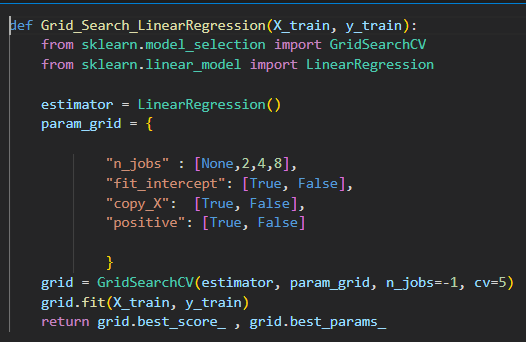 def Grid_Search_LinearRegression(X_train, y_train):
from sklearn.model_selection import GridSearchCV
from sklearn.linear_model import LinearRegression
estimator = LinearRegression()
param_grid = {
"n_jobs" : [None,2,4,8],
"fit_intercept": [True, False],
"copy_X":  [True, False],
"positive": [True, False]
}
grid = GridSearchCV(estimator, param_grid, n_jobs=-1, cv=5)
grid.fit(X_train, y_train)
return grid.best_score_ , grid.best_params_